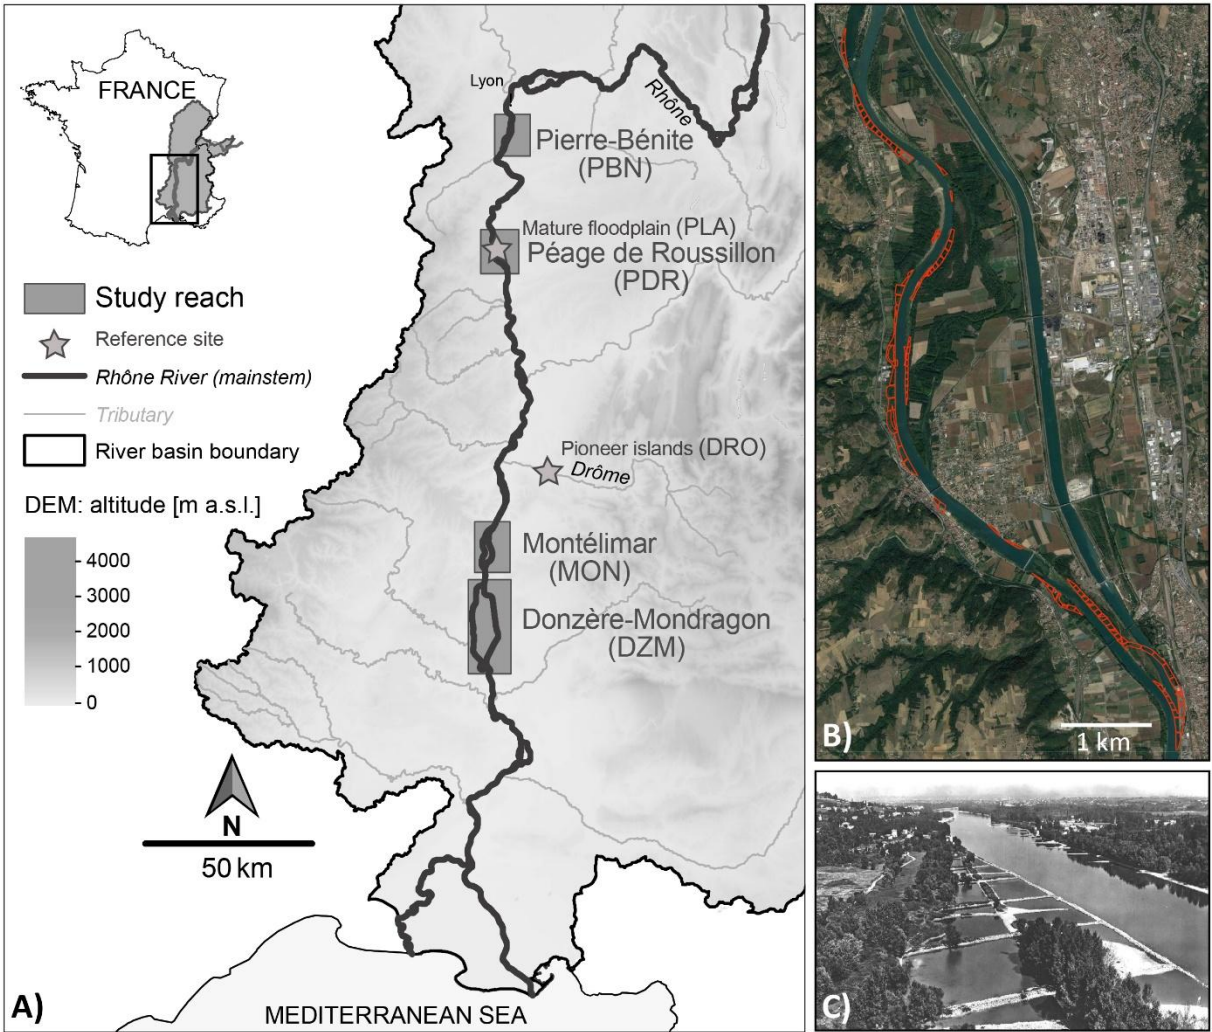 FRANCE
Lyon
Rhône
Pierre-Bénite
(PBN)
Mature floodplain (PLA)
Péage de Roussillon
(PDR)
Study reach
Reference site
Rhône River (mainstem)
Tributary
River basin boundary
Pioneer islands (DRO)
Drôme
DEM: altitude [m a.s.l.]
4000
3000
2000
1000
0
Montélimar
(MON)
Donzère-Mondragon
(DZM)
N
50 km
A)
MEDITERRANEAN SEA
B)
1 km
C)